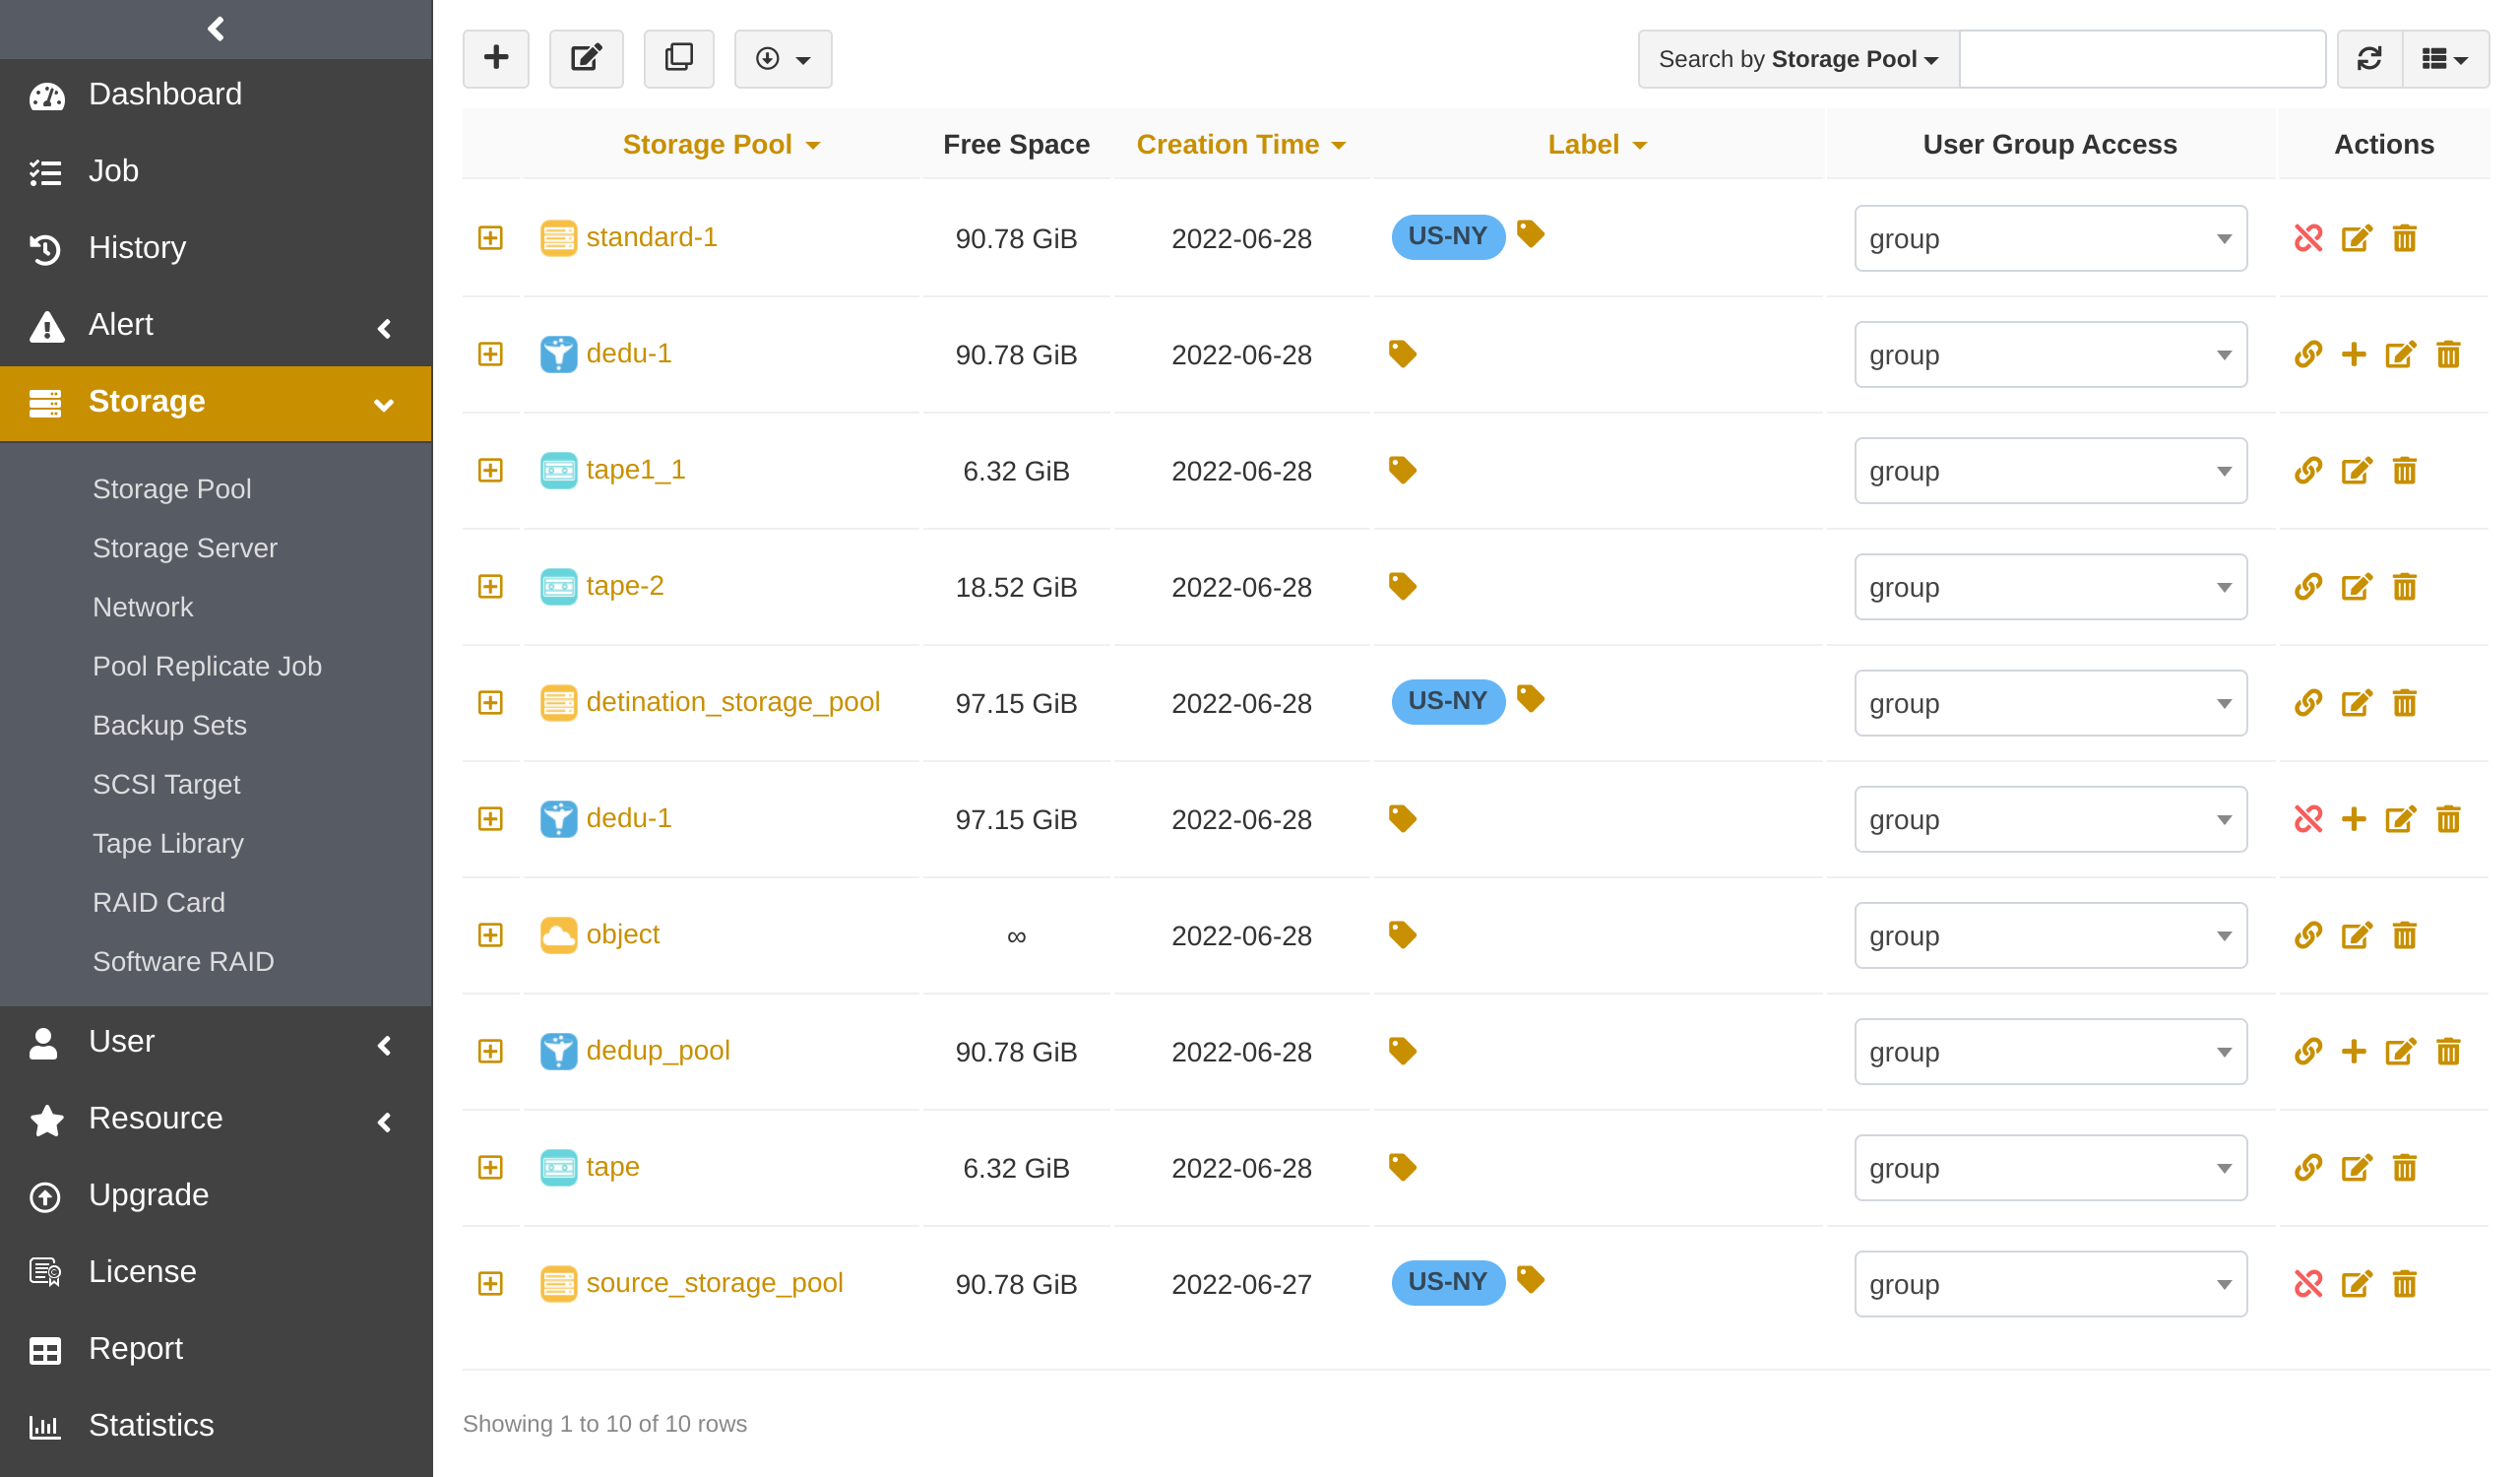 Dashboard
Job
History
Alert
Storage
Storage Pool
Storage Server
Network
Pool Replicate Job
Backup Sets
SCSI Target
Tape Library
RAID Card
Software RAID
User
Resource
Upgrade
License
Report
Statistics
Search by Storage Pool
Storage Pool Free Space Creation Time Label User Group Access Actions
standard-1 90.78 GiB 2022-06-28 US-NY group
dedu-1 90.78 GiB 2022-06-28 group
tape1_1 6.32 GiB 2022-06-28 group
tape-2 18.52 GiB 2022-06-28 group
detination_storage_pool 97.15 GiB 2022-06-28 US-NY group
dedu-1 97.15 GiB 2022-06-28 group
object ∞ 2022-06-28 group
dedup_pool 90.78 GiB 2022-06-28 group
tape 6.32 GiB 2022-06-28 group
source_storage_pool 90.78 GiB 2022-06-27 US-NY group
Showing 1 to 10 of 10 rows